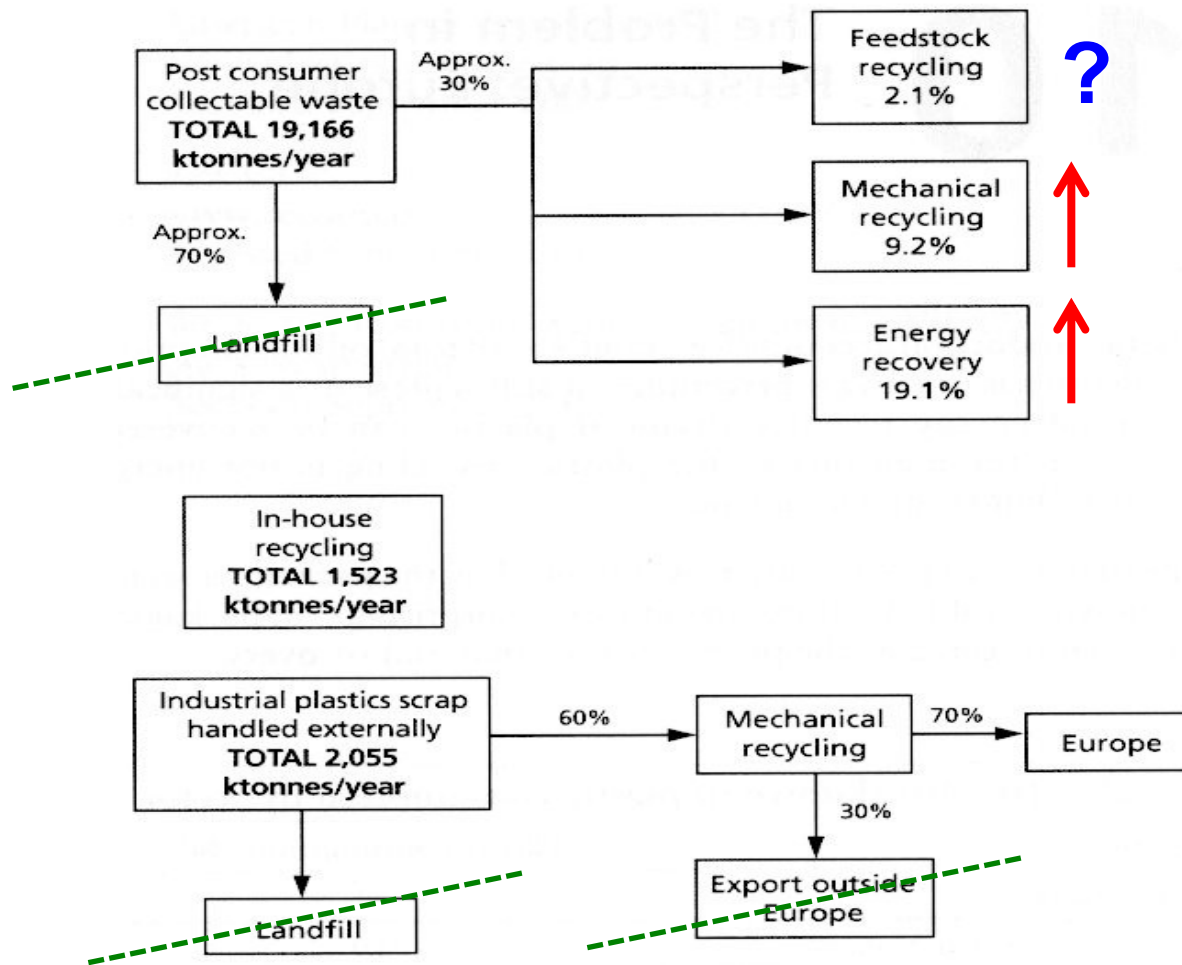 Post consumer
collectable waste
TOTAL 19,166
ktonnes/year
Approx.
30%
Feedstock
recycling
2.1%
?
Mechanical
recycling
9.2%
Energy
recovery
19.1%
Approx.
70%
Landfill
In-house
recycling
TOTAL 1,523
ktonnes/year
Industrial plastics scrap
handled externally
TOTAL 2,055
ktonnes/year
60%
Mechanical
recycling
70%
Europe
30%
Export outside
Europe
Landfill